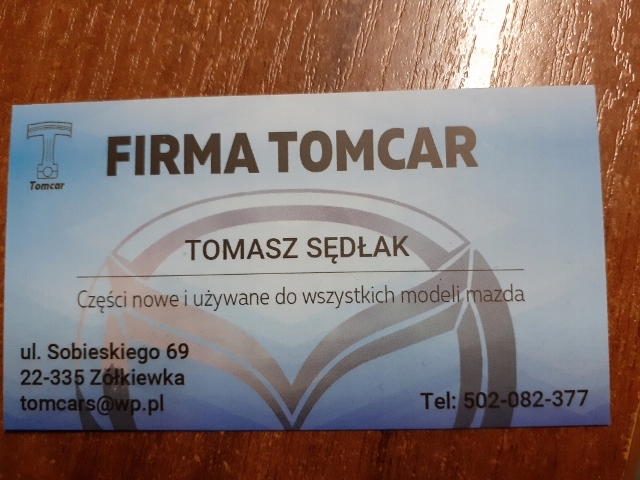 FIRMA TOMCAR
Tomcar
TOMASZ SĘDŁAK
Części nowe i używane do wszystkich modeli mazda
ul. Sobieskiego 69
22-335 Żółkiewka
tomcars@wp.pl
Tel: 502-082-377